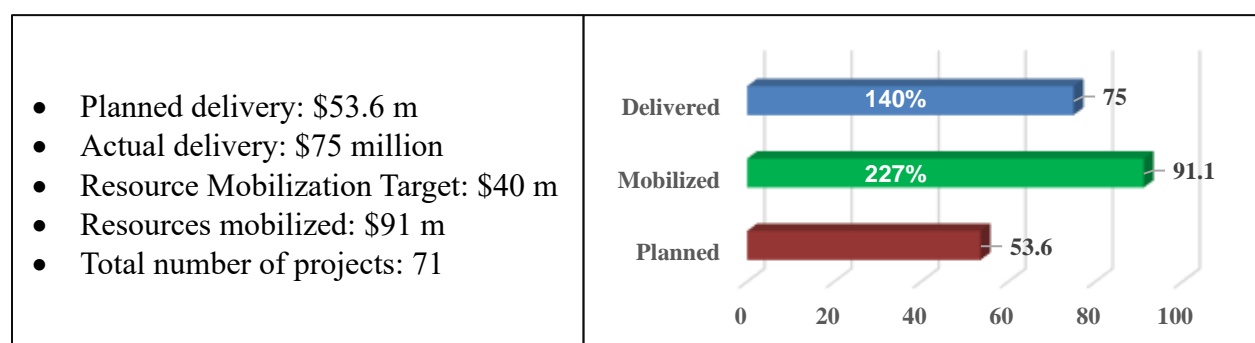 • Planned delivery: $53.6 m
• Actual delivery: $75 million
• Resource Mobilization Target: $40 m
• Resources mobilized: $91 m
• Total number of projects: 71
Delivered 140% 75
Mobilized 227% 91.1
Planned 53.6
0 20 40 60 80 100